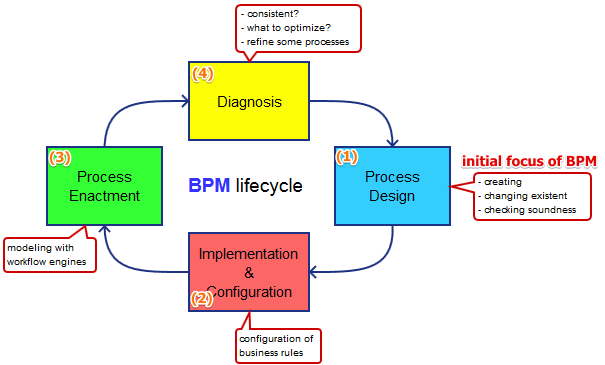 - consistent?
- what to optimize?
- refine some processes
(4)
Diagnosis
(3)
Process
Enactment
BPM lifecycle
(1)
Process
Design
initial focus of BPM
- creating
- changing existent
- checking soundness
modeling with
workflow engines
Implementation
&
Configuration
(2)
configuration of
business rules